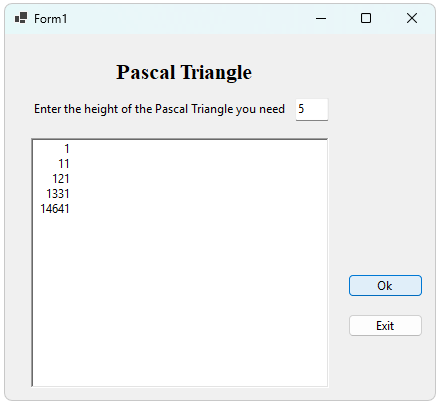 Form1
Pascal Triangle
Enter the height of the Pascal Triangle you need 5
1
11
121
1331
14641
Ok
Exit